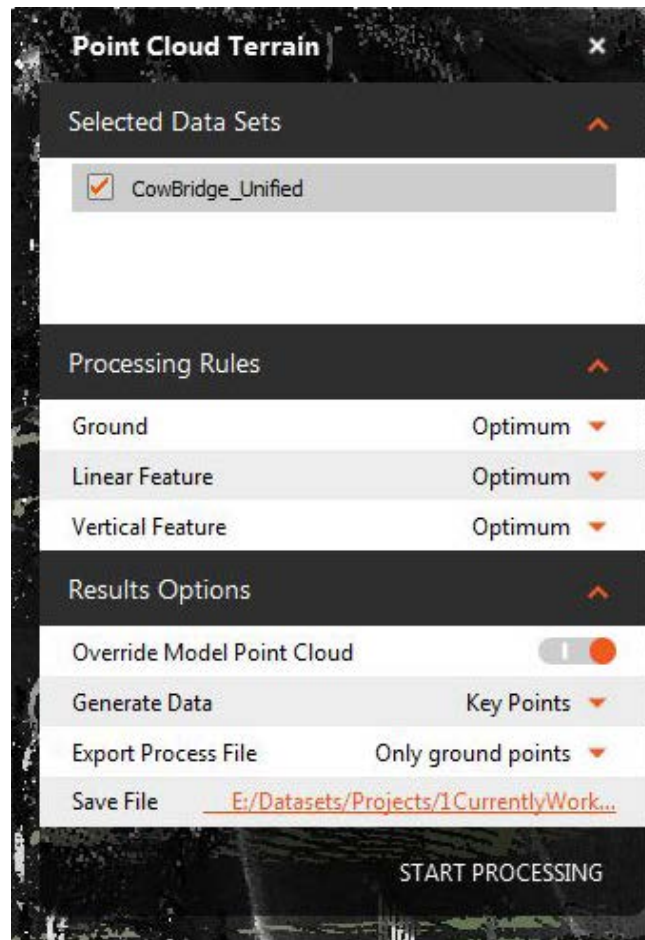 Point Cloud Terrain
Selected Data Sets
CowBridge_Unified
Processing Rules
Ground Optimum
Linear Feature Optimum
Vertical Feature Optimum
Results Options
Override Model Point Cloud
Generate Data Key Points
Export Process File Only ground points
Save File E:/Datasets/Projects/1CurrentlyWork...
START PROCESSING